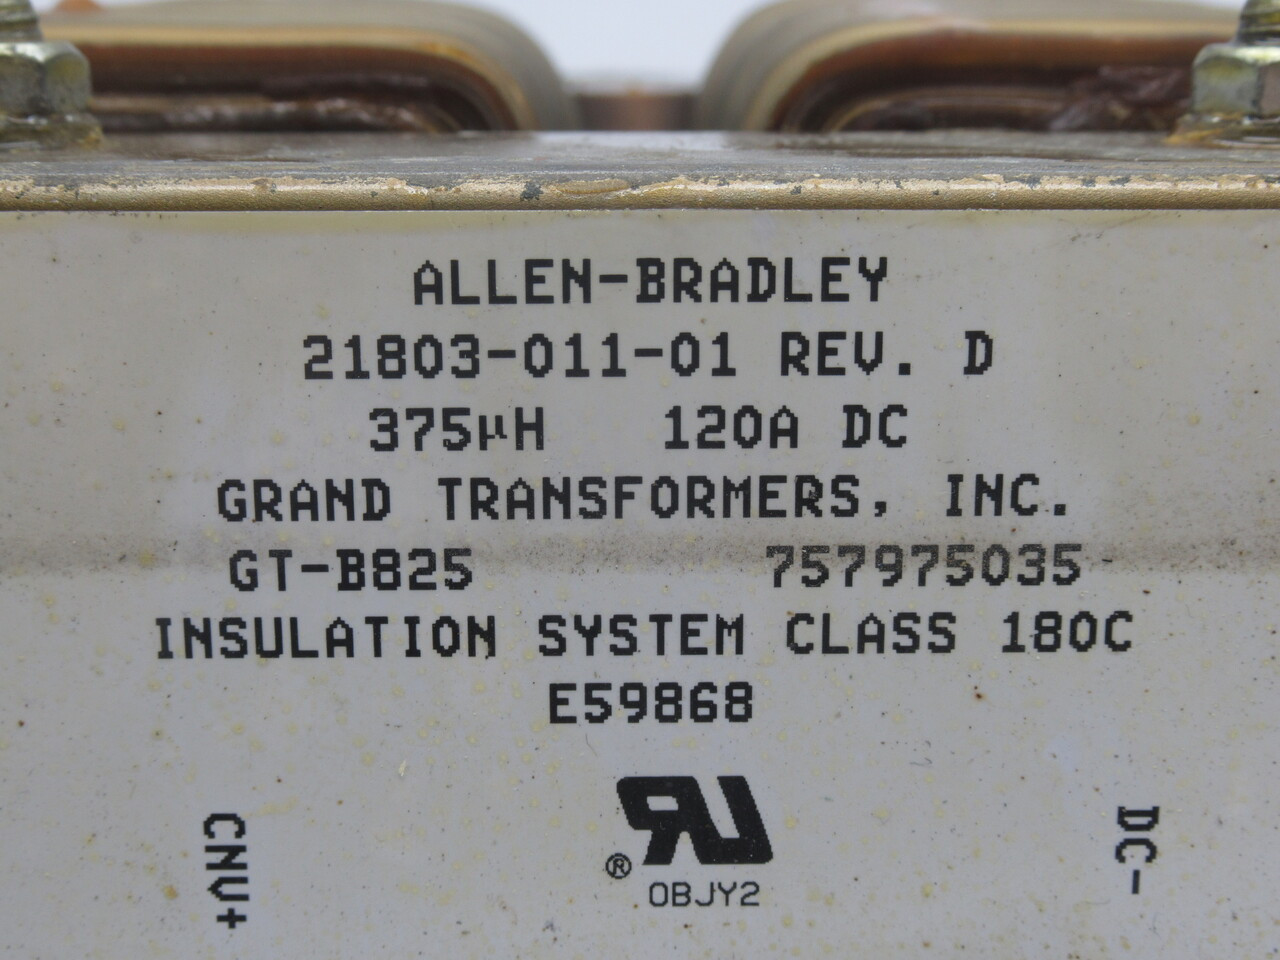 ALLEN-BRADLEY
21803-011-01 REV. D
375µH 120A DC
GRAND TRANSFORMERS, INC.
GT-B825 757975035
INSULATION SYSTEM CLASS 180C
E59868
CNV+
DC-
®
OBJY2